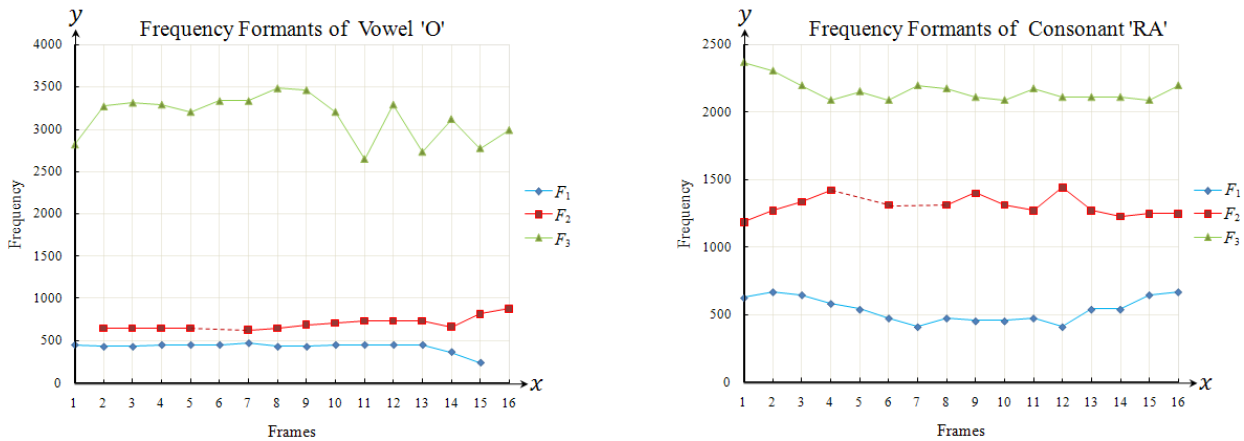 y
Frequency Formants of Vowel 'O'
4000
3500
3000
2500
2000
1500
1000
500
0
Frequency
1 2 3 4 5 6 7 8 9 10 11 12 13 14 15 16
x
Frames
F1
F2
F3
y
Frequency Formants of Consonant 'RA'
2500
2000
1500
1000
500
0
Frequency
1 2 3 4 5 6 7 8 9 10 11 12 13 14 15 16
x
Frames
F1
F2
F3